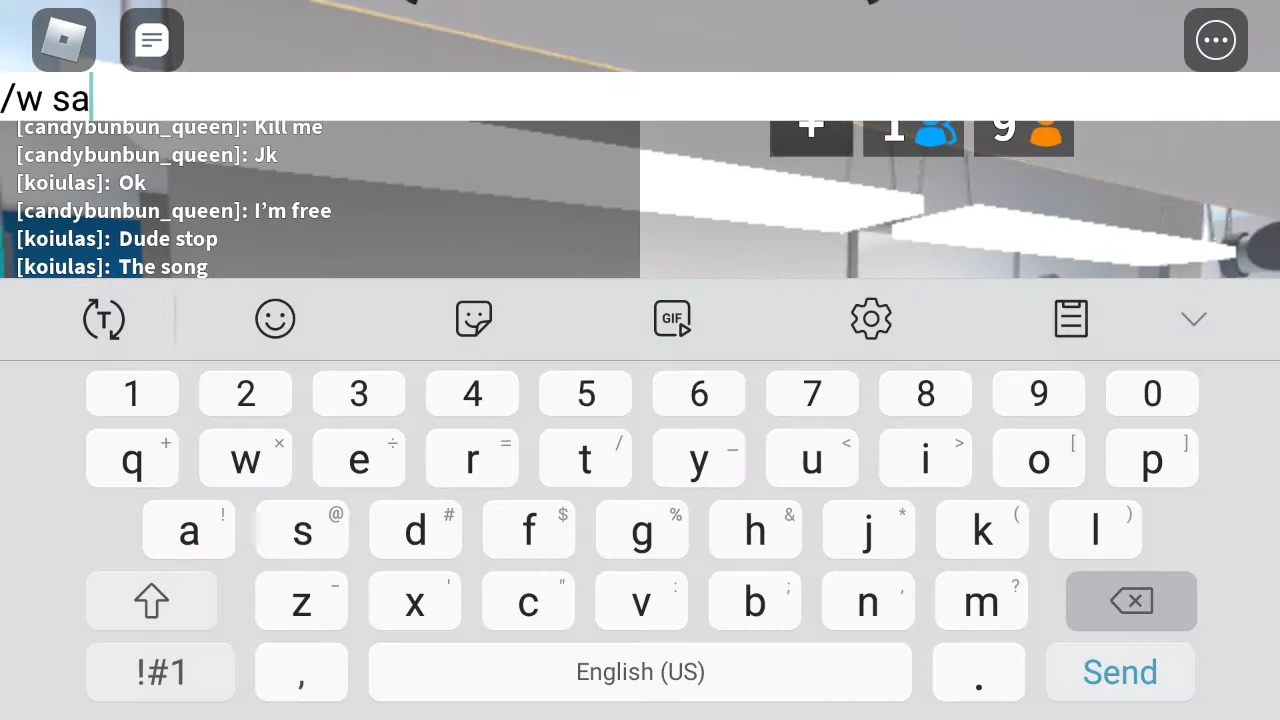 /w sa
[candybunbun_queen]: Kill me
[candybunbun_queen]: Jk
[koiulas]: Ok
[candybunbun_queen]: I’m free
[koiulas]: Dude stop
[koiulas]: The song
+ 1 9
T GIF
1 2 3 4 5 6 7 8 9 0
q + w × e ÷ r = t / y _ u < i > o [ p ]
a ! s @ d # f $ g % h & j * k ( l )
z - x ' c " v : b ; n , m ?
!#1 , English (US) . Send